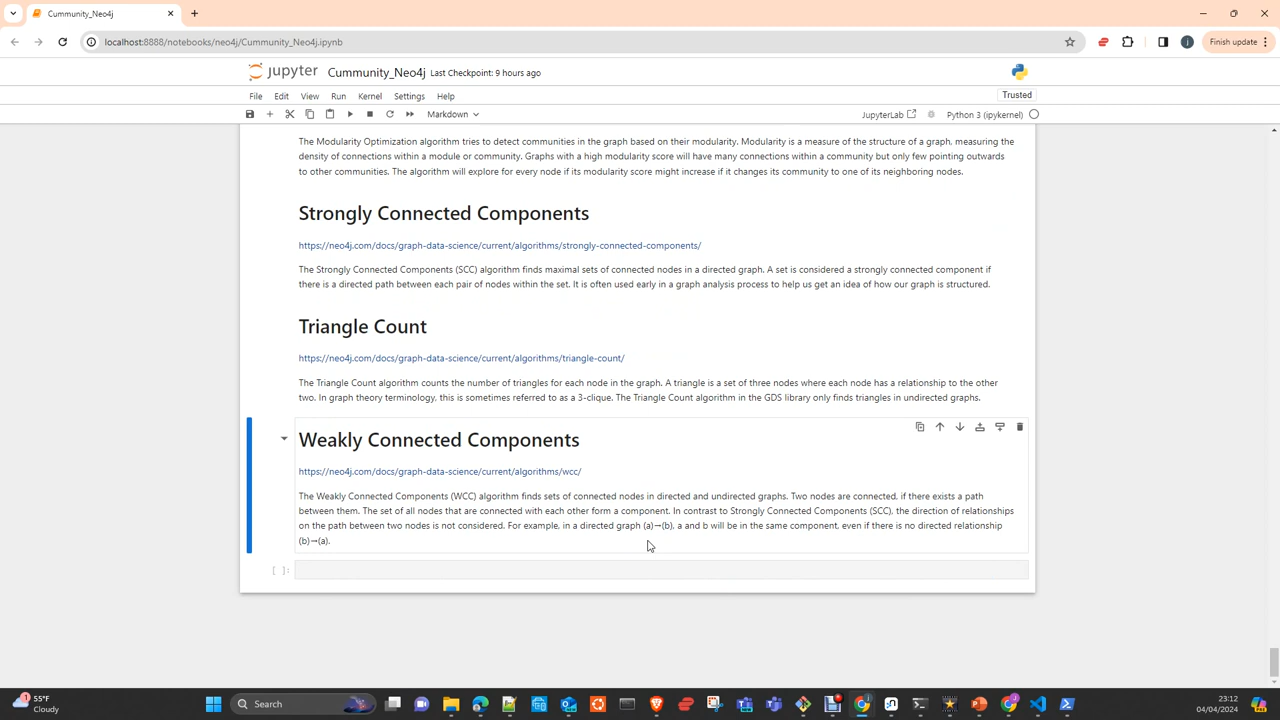 Cummunity_Neo4j
localhost:8888/notebooks/neo4j/Cummunity_Neo4j.ipynb
Finish update
jupyter Cummunity_Neo4j Last Checkpoint: 9 hours ago
File Edit View Run Kernel Settings Help
Trusted
Markdown
JupyterLab
Python 3 (ipykernel)
The Modularity Optimization algorithm tries to detect communities in the graph based on their modularity. Modularity is a measure of the structure of a graph, measuring the
density of connections within a module or community. Graphs with a high modularity score will have many connections within a community but only few pointing outwards
to other communities. The algorithm will explore for every node if its modularity score might increase if it changes its community to one of its neighboring nodes.
Strongly Connected Components
https://neo4j.com/docs/graph-data-science/current/algorithms/strongly-connected-components/
The Strongly Connected Components (SCC) algorithm finds maximal sets of connected nodes in a directed graph. A set is considered a strongly connected component if
there is a directed path between each pair of nodes within the set. It is often used early in a graph analysis process to help us get an idea of how our graph is structured.
Triangle Count
https://neo4j.com/docs/graph-data-science/current/algorithms/triangle-count/
The Triangle Count algorithm counts the number of triangles for each node in the graph. A triangle is a set of three nodes where each node has a relationship to the other
two. In graph theory terminology, this is sometimes referred to as a 3-clique. The Triangle Count algorithm in the GDS library only finds triangles in undirected graphs.
Weakly Connected Components
https://neo4j.com/docs/graph-data-science/current/algorithms/wcc/
The Weakly Connected Components (WCC) algorithm finds sets of connected nodes in directed and undirected graphs. Two nodes are connected, if there exists a path
between them. The set of all nodes that are connected with each other form a component. In contrast to Strongly Connected Components (SCC), the direction of relationships
on the path between two nodes is not considered. For example, in a directed graph (a)→(b), a and b will be in the same component, even if there is no directed relationship
(b)→(a).
[ ]:
1
55°F
Cloudy
Search
23:12
04/04/2024